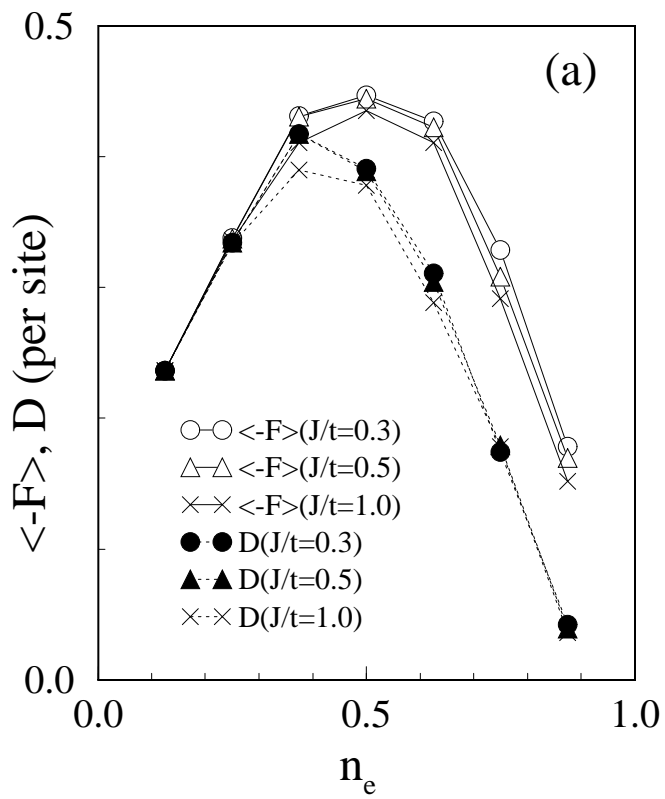 0.5
(a)
<-F>, D (per site)
<-F>(J/t=0.3)
<-F>(J/t=0.5)
<-F>(J/t=1.0)
D(J/t=0.3)
D(J/t=0.5)
D(J/t=1.0)
0.0
0.0 0.5 1.0
n_e